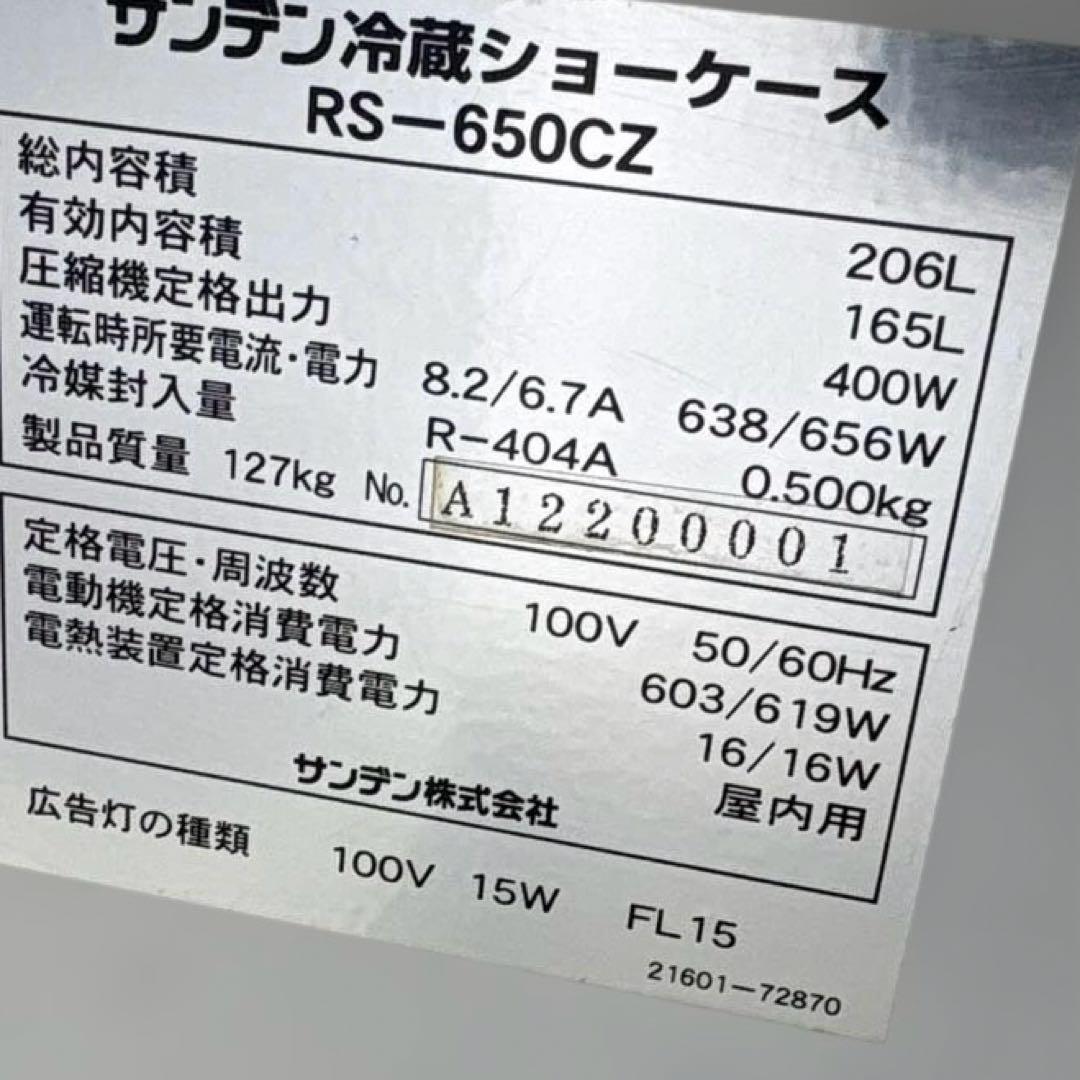 サンデン冷蔵ショーケース
RS-650CZ
総内容積 206L
有効内容積 165L
圧縮機定格出力 400W
運転時所要電流・電力 8.2/6.7A 638/656W
冷媒封入量 R-404A 0.500kg
製品質量 127kg No. A1220001
定格電圧・周波数 100V 50/60Hz
電動機定格消費電力 603/619W
電熱装置定格消費電力 16/16W
サンデン株式会社 屋内用
広告灯の種類 100V 15W FL15
21601-72870